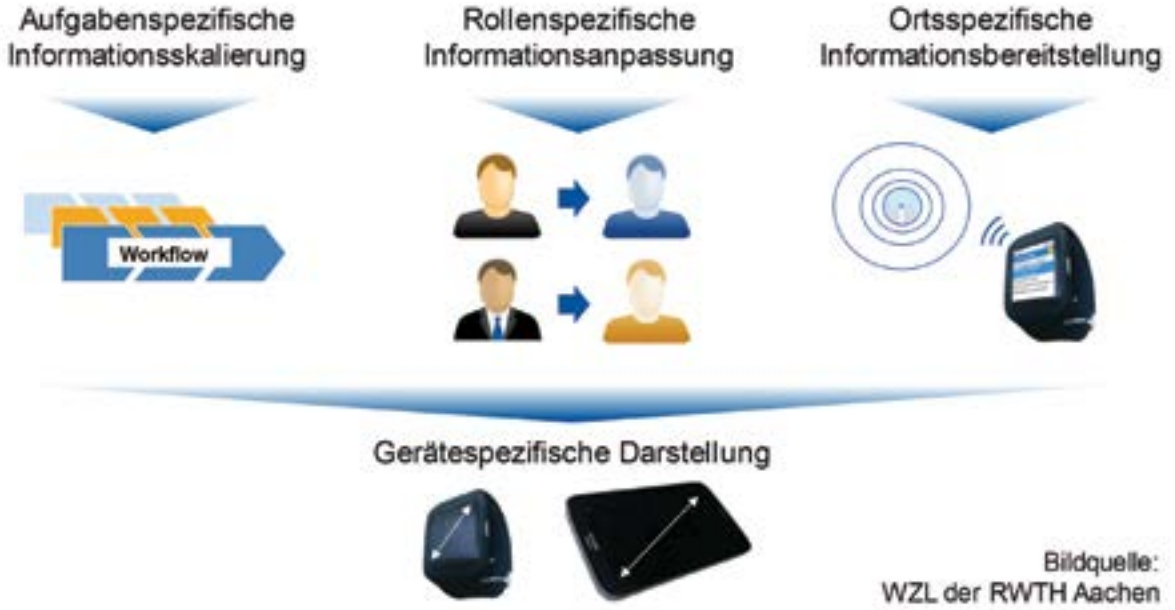 Aufgabenspezifische
Informationsskalierung
Rollenspezifische
Informationsanpassung
Ortsspezifische
Informationsbereitstellung
Workflow
Gerätespezifische Darstellung
Bildquelle:
WZL der RWTH Aachen